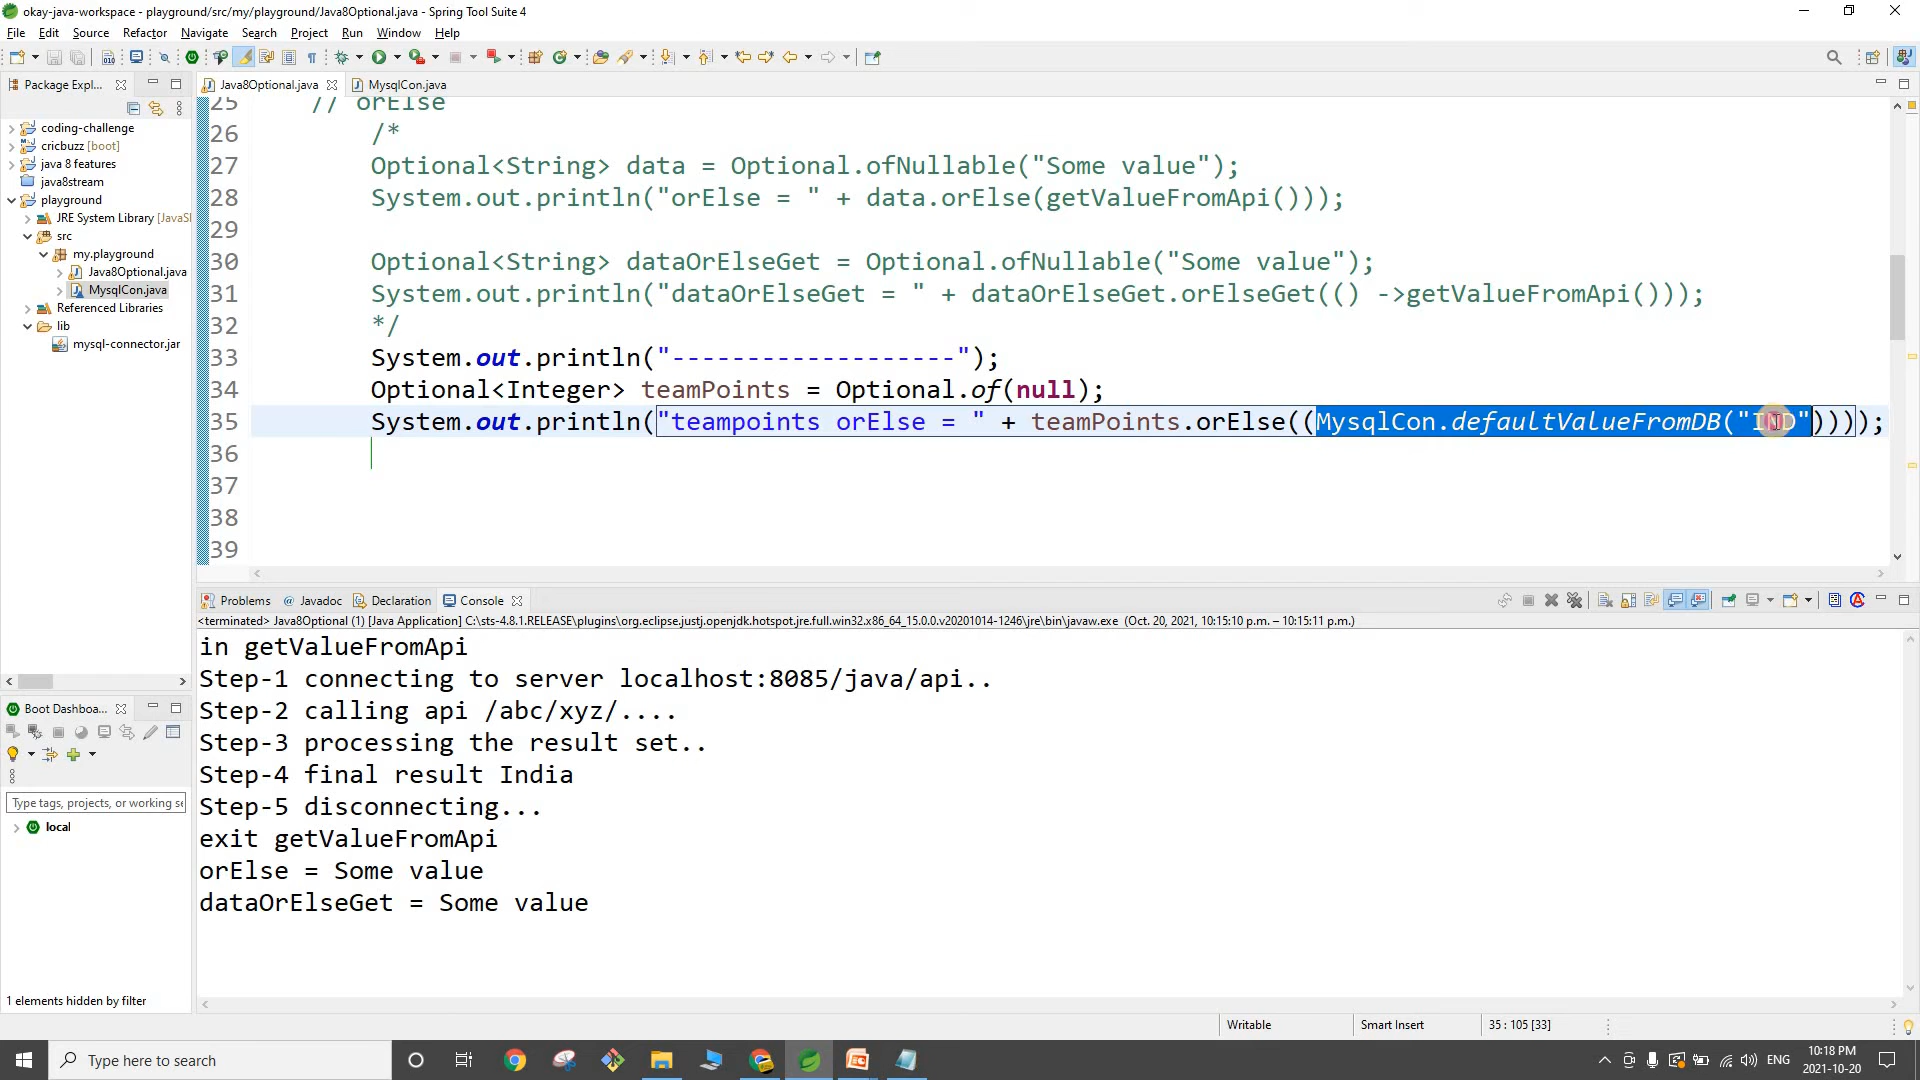 okay-java-workspace - playground/src/my/playground/Java8Optional.java - Spring Tool Suite 4
File Edit Source Refactor Navigate Search Project Run Window Help
Package Expl...
coding-challenge
cricbuzz [boot]
java 8 features
java8stream
playground
JRE System Library [JavaSI
src
my.playground
Java8Optional.java
MysqlCon.java
Referenced Libraries
lib
mysql-connector.jar
Boot Dashboa...
Type tags, projects, or working se
local
1 elements hidden by filter
Java8Optional.java MysqlCon.java
25 // orElse
26 /*
27 Optional<String> data = Optional.ofNullable("Some value");
28 System.out.println("orElse = " + data.orElse(getValueFromApi()));
29
30 Optional<String> dataOrElseGet = Optional.ofNullable("Some value");
31 System.out.println("dataOrElseGet = " + dataOrElseGet.orElseGet(() ->getValueFromApi()));
32 */
33 System.out.println("-------------------");
34 Optional<Integer> teamPoints = Optional.of(null);
35 System.out.println("teampoints orElse = " + teamPoints.orElse((MysqlCon.defaultValueFromDB("IND"))));
36
37
38
39
Problems @ Javadoc Declaration Console
<terminated> Java8Optional (1) [Java Application] C:\sts-4.8.1.RELEASE\plugins\org.eclipse.justj.openjdk.hotspot.jre.full.win32.x86_64_15.0.0.v20201014-1246\jre\bin\javaw.exe (Oct. 20, 2021, 10:15:10 p.m. – 10:15:11 p.m.)
in getValueFromApi
Step-1 connecting to server localhost:8085/java/api..
Step-2 calling api /abc/xyz/....
Step-3 processing the result set..
Step-4 final result India
Step-5 disconnecting...
exit getValueFromApi
orElse = Some value
dataOrElseGet = Some value
Writable Smart Insert 35 : 105 [33]
Type here to search
ENG
10:18 PM
2021-10-20